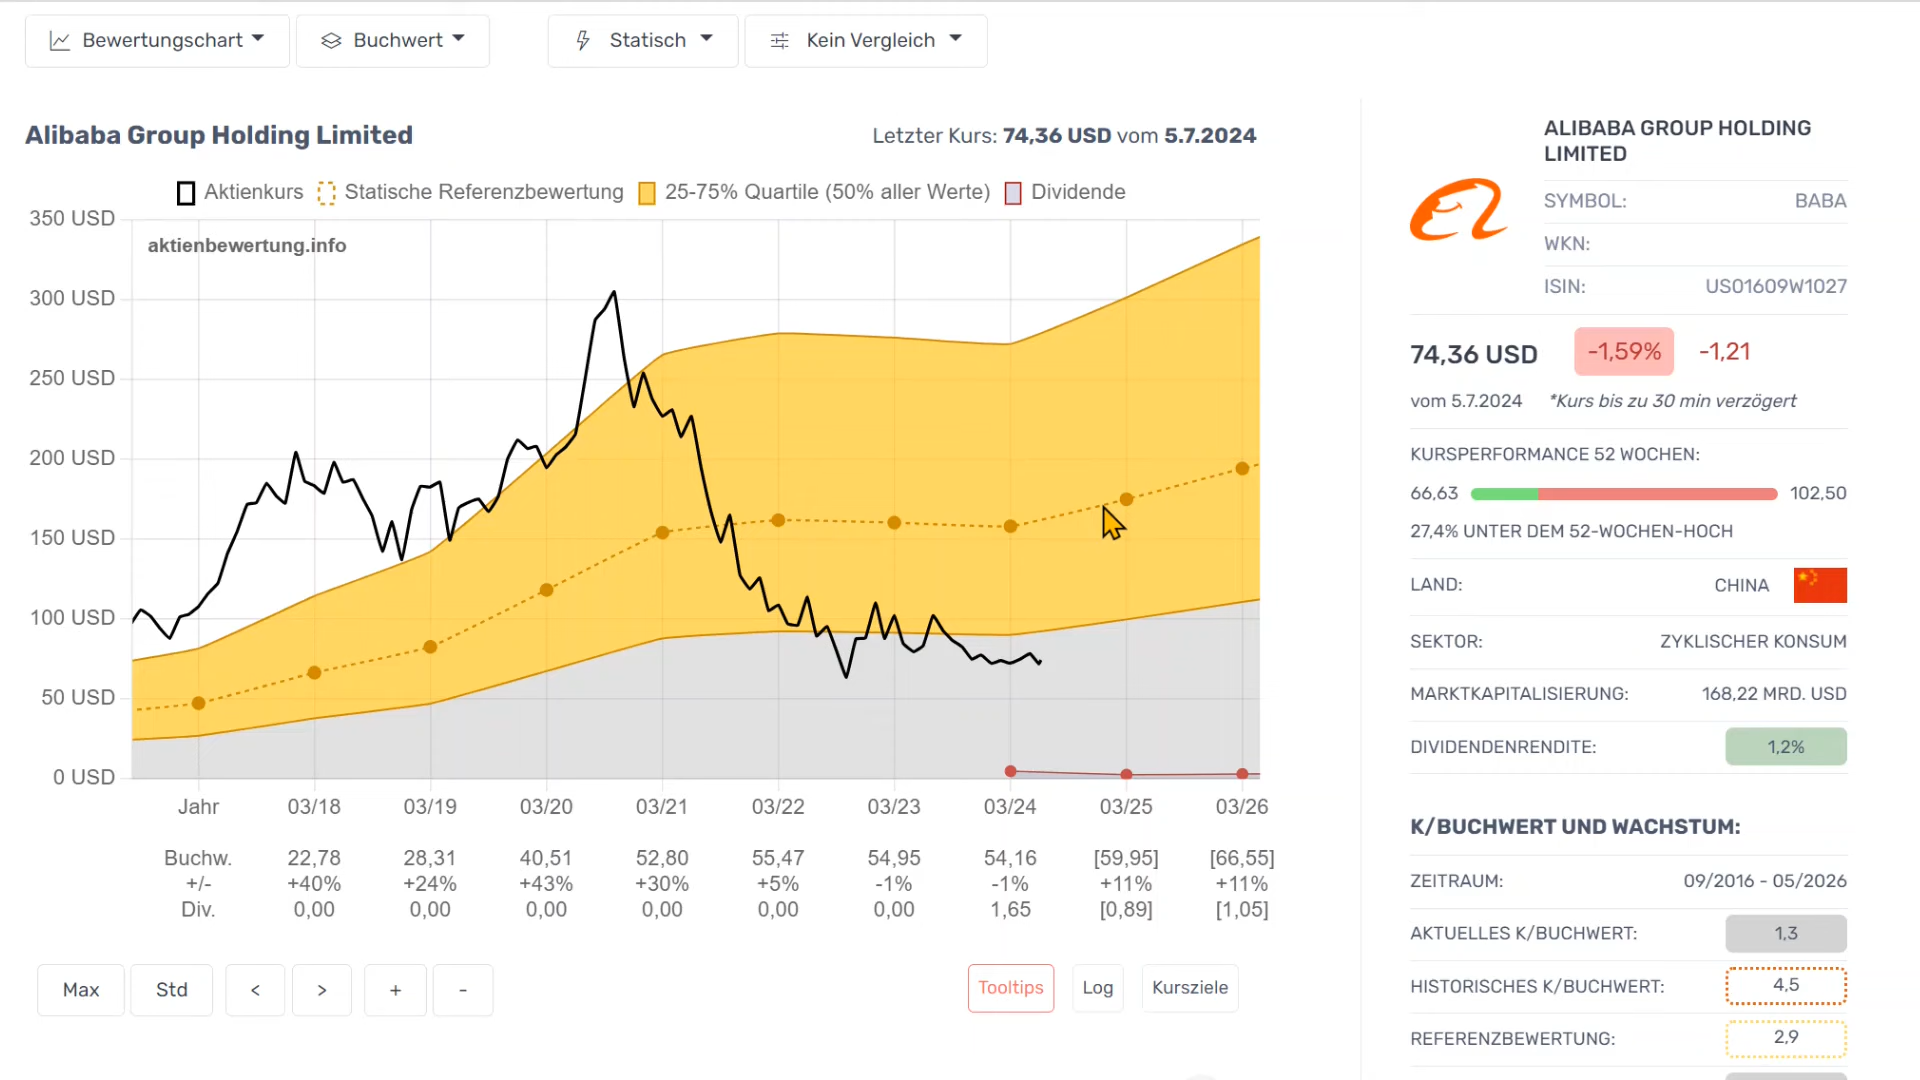 Bewertungschart
Buchwert
Statisch
Kein Vergleich
Alibaba Group Holding Limited
Letzter Kurs: 74,36 USD vom 5.7.2024
Aktienkurs
Statische Referenzbewertung
25-75% Quartile (50% aller Werte)
Dividende
aktienbewertung.info
350 USD
300 USD
250 USD
200 USD
150 USD
100 USD
50 USD
0 USD
Jahr 03/18 03/19 03/20 03/21 03/22 03/23 03/24 03/25 03/26
Buchw. 22,78 28,31 40,51 52,80 55,47 54,95 54,16 [59,95] [66,55]
+/- +40% +24% +43% +30% +5% -1% -1% +11% +11%
Div. 0,00 0,00 0,00 0,00 0,00 0,00 1,65 [0,89] [1,05]
Max Std < > + -
Tooltips Log Kursziele
ALIBABA GROUP HOLDING
LIMITED
SYMBOL: BABA
WKN:
ISIN: US01609W1027
74,36 USD -1,59% -1,21
vom 5.7.2024 *Kurs bis zu 30 min verzögert
KURSPERFORMANCE 52 WOCHEN:
66,63 102,50
27,4% UNTER DEM 52-WOCHEN-HOCH
LAND: CHINA
SEKTOR: ZYKLISCHER KONSUM
MARKTKAPITALISIERUNG: 168,22 MRD. USD
DIVIDENDENRENDITE: 1,2%
K/BUCHWERT UND WACHSTUM:
ZEITRAUM: 09/2016 - 05/2026
AKTUELLES K/BUCHWERT: 1,3
HISTORISCHES K/BUCHWERT: 4,5
REFERENZBEWERTUNG: 2,9